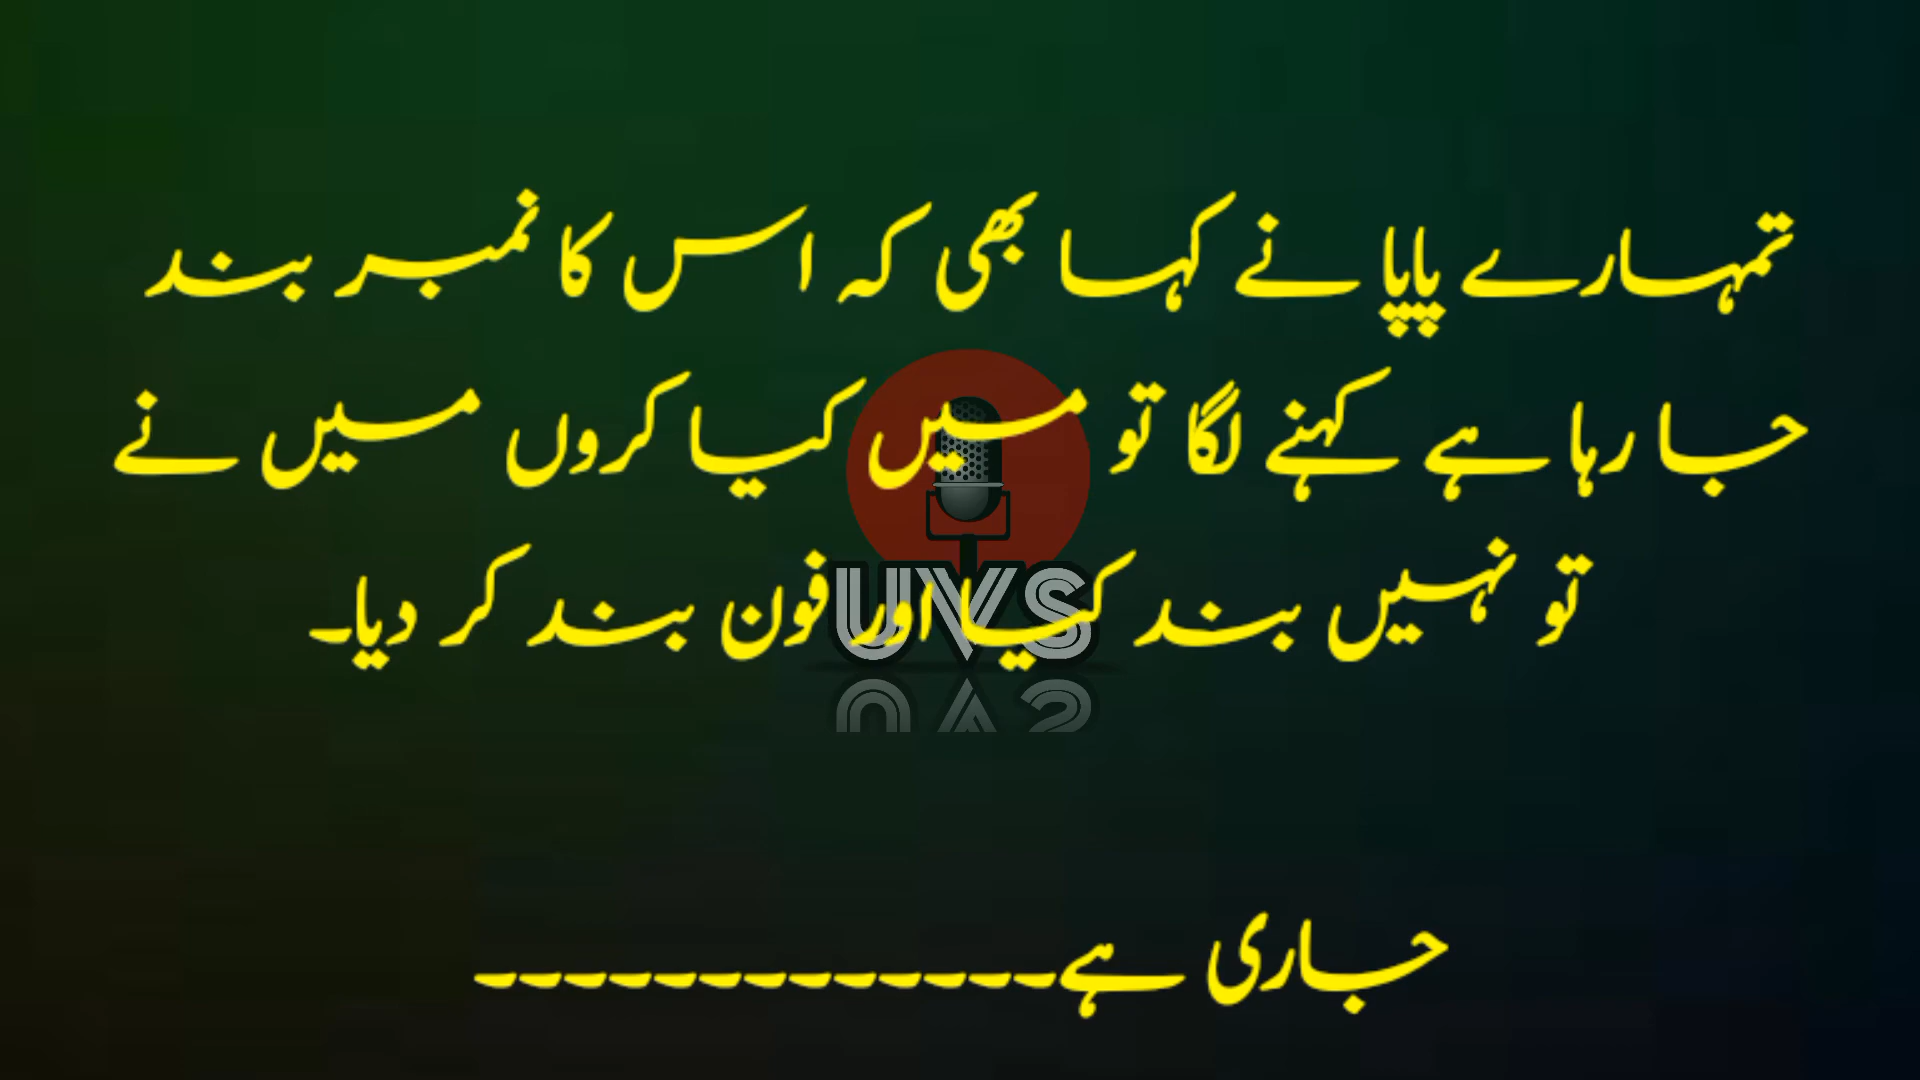 تمہارے پاپا نے کہا بھی کہ اس کا نمبر بند
جا رہا ہے کہنے لگا تو میں کیا کروں میں نے
تو نہیں بند کیا اور فون بند کر دیا۔
UVS
جاری ہے۔۔۔۔۔۔۔۔۔۔۔۔۔